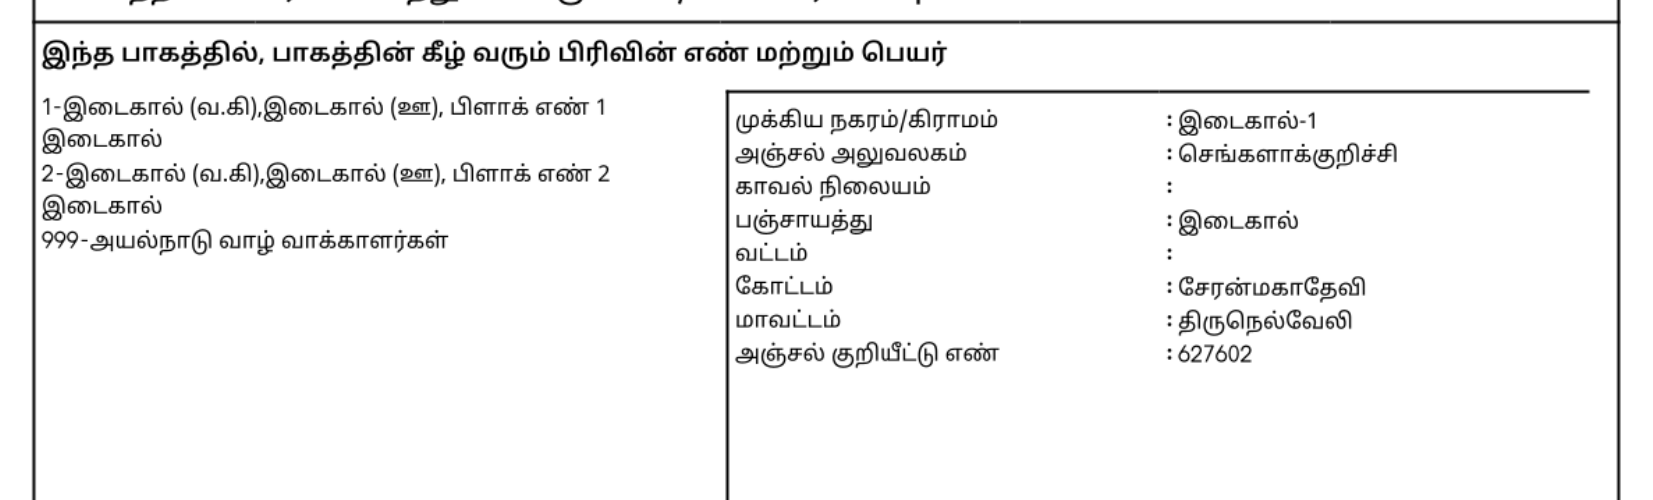 இந்த பாகத்தில், பாகத்தின் கீழ் வரும் பிரிவின் எண் மற்றும் பெயர்
1-இடைகால் (வ.கி),இடைகால் (ஊ), பிளாக் எண் 1
இடைகால்
2-இடைகால் (வ.கி),இடைகால் (ஊ), பிளாக் எண் 2
இடைகால்
999-அயல்நாடு வாழ் வாக்காளர்கள்
முக்கிய நகரம்/கிராமம் : இடைகால்-1
அஞ்சல் அலுவலகம் : செங்களாக்குறிச்சி
காவல் நிலையம் :
பஞ்சாயத்து : இடைகால்
வட்டம் :
கோட்டம் : சேரன்மகாதேவி
மாவட்டம் : திருநெல்வேலி
அஞ்சல் குறியீட்டு எண் : 627602